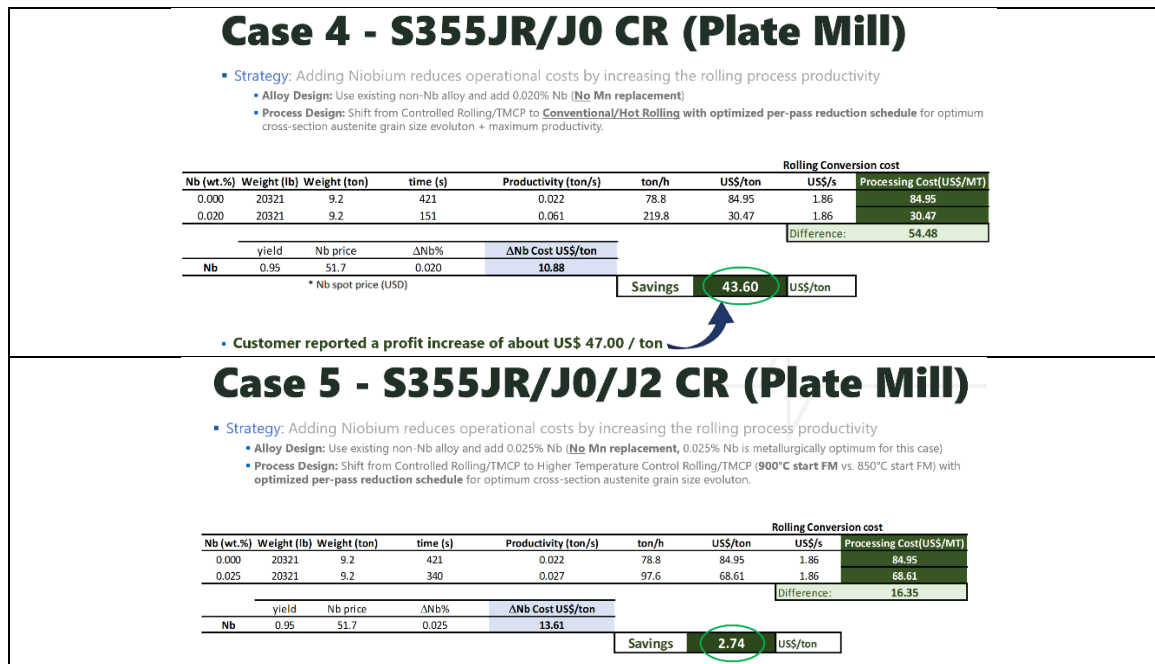 Case 4 - S355JR/J0 CR (Plate Mill)
▪ Strategy: Adding Niobium reduces operational costs by increasing the rolling process productivity
▪ Alloy Design: Use existing non-Nb alloy and add 0.020% Nb (No Mn replacement)
▪ Process Design: Shift from Controlled Rolling/TMCP to Conventional/Hot Rolling with optimized per-pass reduction schedule for optimum
cross-section austenite grain size evoluton + maximum productivity.
Rolling Conversion cost
Nb (wt.%) Weight (lb) Weight (ton) time (s) Productivity (ton/s) ton/h US$/ton US$/s Processing Cost(US$/MT)
0.000 20321 9.2 421 0.022 78.8 84.95 1.86 84.95
0.020 20321 9.2 151 0.061 219.8 30.47 1.86 30.47
Difference: 54.48
yield Nb price ΔNb% ΔNb Cost US$/ton
Nb 0.95 51.7 0.020 10.88
* Nb spot price (USD)
Savings 43.60 US$/ton
▪ Customer reported a profit increase of about US$ 47.00 / ton
Case 5 - S355JR/J0/J2 CR (Plate Mill)
▪ Strategy: Adding Niobium reduces operational costs by increasing the rolling process productivity
▪ Alloy Design: Use existing non-Nb alloy and add 0.025% Nb (No Mn replacement, 0.025% Nb is metallurgically optimum for this case)
▪ Process Design: Shift from Controlled Rolling/TMCP to Higher Temperature Control Rolling/TMCP (900°C start FM vs. 850°C start FM) with
optimized per-pass reduction schedule for optimum cross-section austenite grain size evoluton.
Rolling Conversion cost
Nb (wt.%) Weight (lb) Weight (ton) time (s) Productivity (ton/s) ton/h US$/ton US$/s Processing Cost(US$/MT)
0.000 20321 9.2 421 0.022 78.8 84.95 1.86 84.95
0.025 20321 9.2 340 0.027 97.6 68.61 1.86 68.61
Difference: 16.35
yield Nb price ΔNb% ΔNb Cost US$/ton
Nb 0.95 51.7 0.025 13.61
Savings 2.74 US$/ton